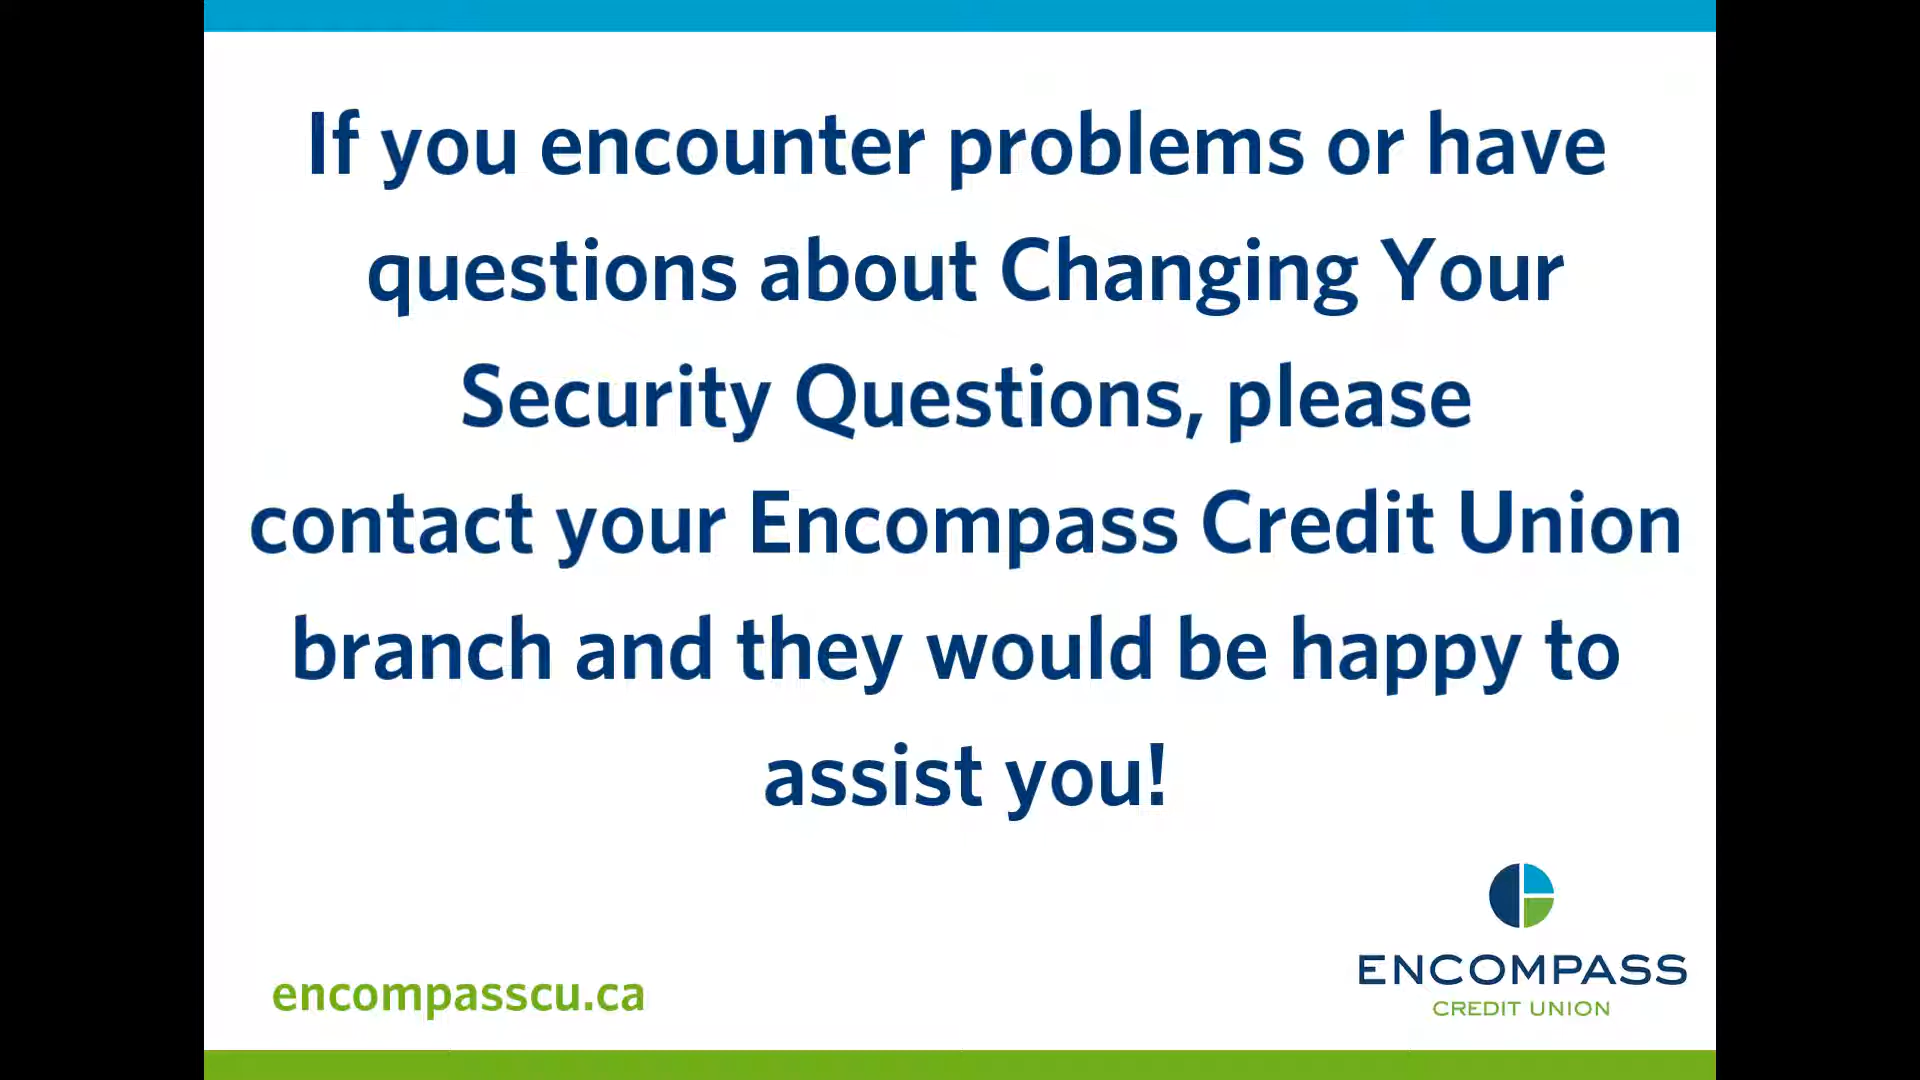 If you encounter problems or have
questions about Changing Your
Security Questions, please
contact your Encompass Credit Union
branch and they would be happy to
assist you!
encompasscu.ca
ENCOMPASS
CREDIT UNION